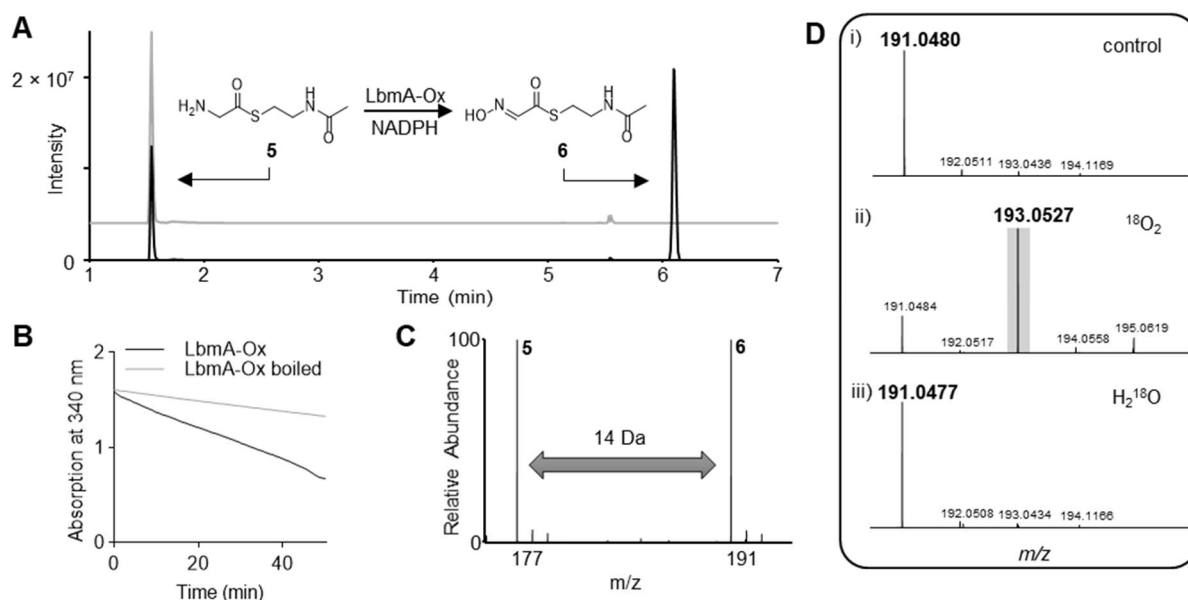 A
2 × 10⁷
Intensity
0
1 2 3 4 5 6 7
Time (min)
H₂N O S H N O
5
LbmA-Ox
NADPH
HO N O S H N O
6
B
LbmA-Ox
LbmA-Ox boiled
Absorption at 340 nm
2
1
0
0 20 40
Time (min)
C
Relative Abundance
100
0
5
6
14 Da
177 191
m/z
D
i) 191.0480 control
192.0511 193.0436 194.1169
ii) 193.0527 ¹⁸O₂
191.0484
192.0517 194.0558 195.0619
iii) 191.0477 H₂¹⁸O
192.0508 193.0434 194.1166
m/z